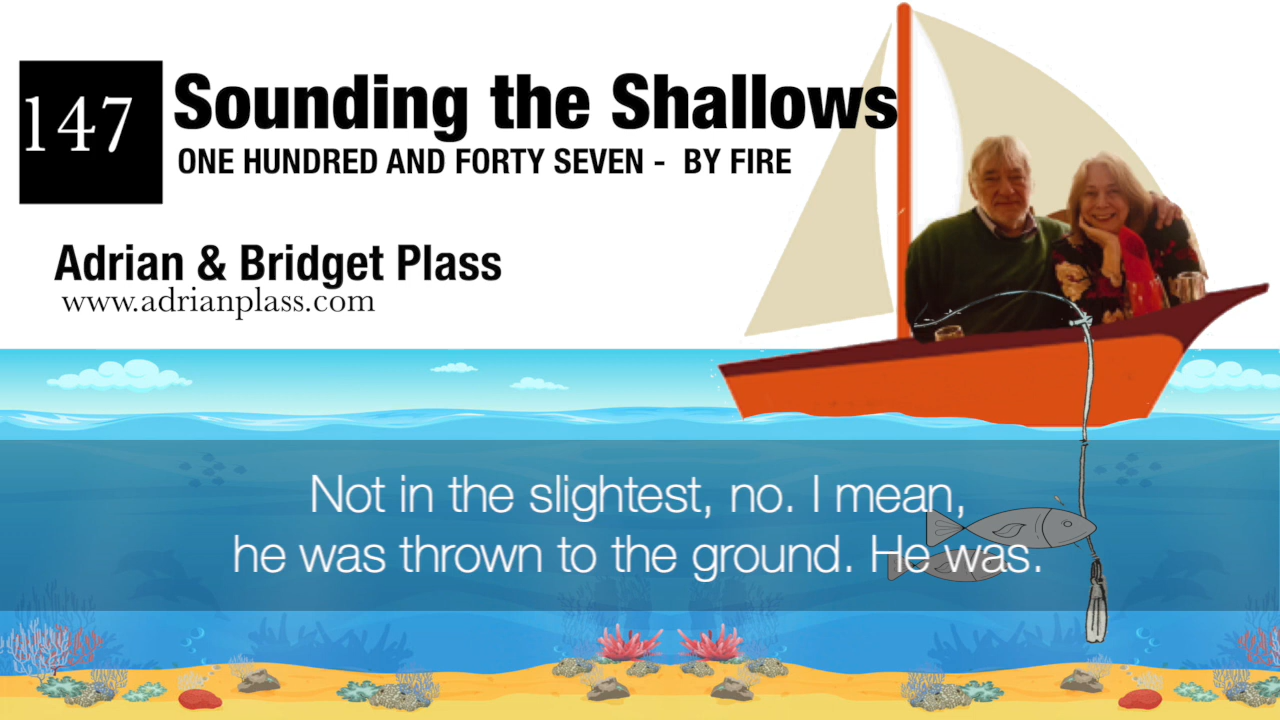 147
Sounding the Shallows
ONE HUNDRED AND FORTY SEVEN - BY FIRE
Adrian & Bridget Plass
www.adrianplass.com
Not in the slightest, no. I mean,
he was thrown to the ground. He was.